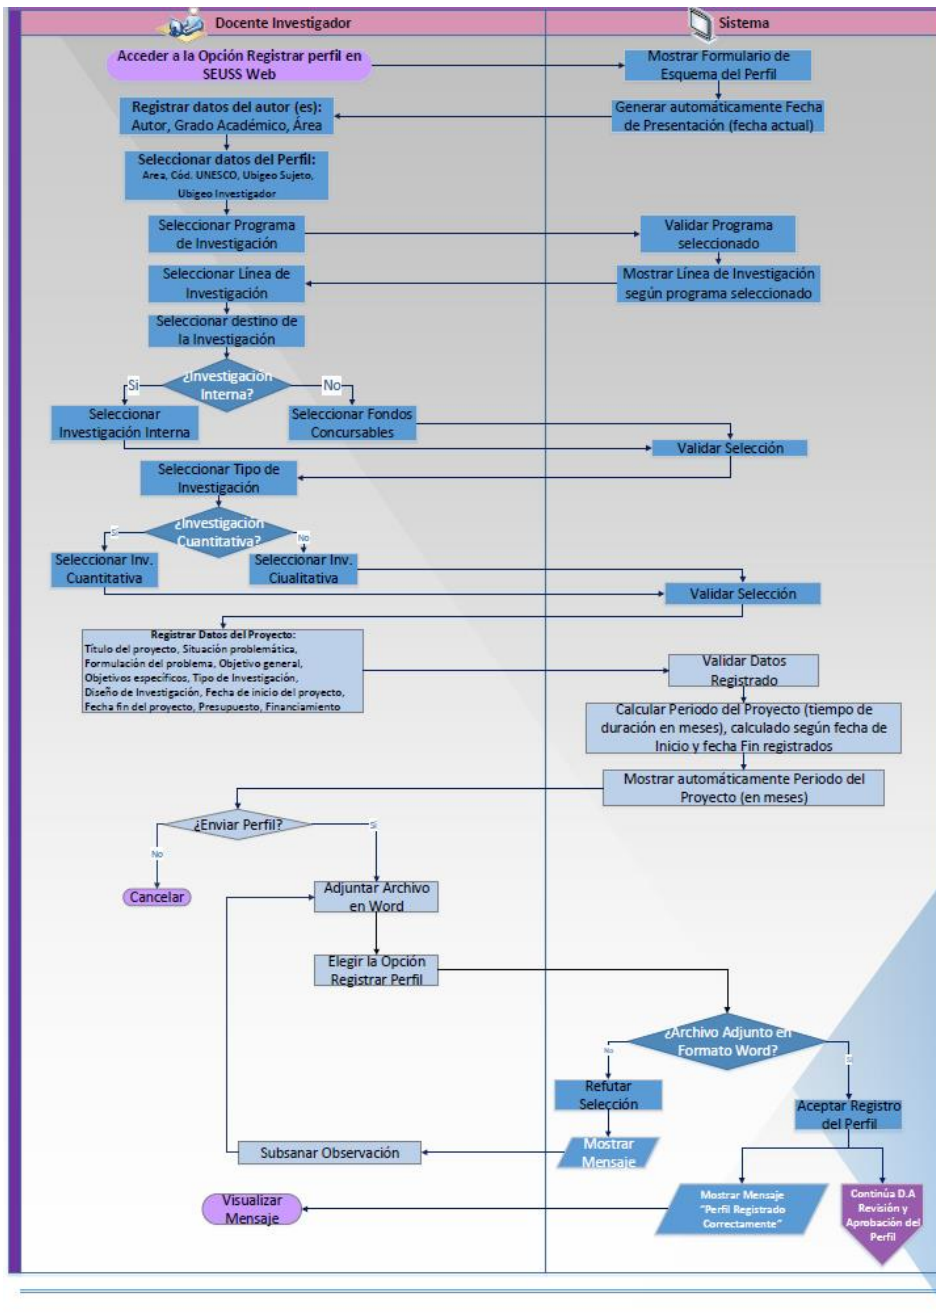 Docente Investigador
Sistema
Acceder a la Opción Registrar perfil en
SEUSS Web
Mostrar Formulario de
Esquema del Perfil
Registrar datos del autor (es):
Autor, Grado Académico, Área
Generar automáticamente Fecha
de Presentación (fecha actual)
Seleccionar datos del Perfil:
Area, Cód. UNESCO, Ubigeo Sujeto,
Ubigeo Investigador
Seleccionar Programa
de Investigación
Validar Programa
seleccionado
Seleccionar Línea de
Investigación
Mostrar Línea de Investigación
según programa seleccionado
Seleccionar destino de
la Investigación
¿Investigación
Interna?
Si
No
Seleccionar
Investigación Interna
Seleccionar Fondos
Concursables
Validar Selección
Seleccionar Tipo de
Investigación
¿Investigación
Cuantitativa?
Si
No
Seleccionar Inv.
Cuantitativa
Seleccionar Inv.
Ciualitativa
Validar Selección
Registrar Datos del Proyecto:
Título del proyecto, Situación problemática,
Formulación del problema, Objetivo general,
Objetivos específicos, Tipo de Investigación,
Diseño de Investigación, Fecha de inicio del proyecto,
Fecha fin del proyecto, Presupuesto, Financiamiento
Validar Datos
Registrado
Calcular Periodo del Proyecto (tiempo de
duración en meses), calculado según fecha de
Inicio y fecha Fin registrados
Mostrar automáticamente Periodo del
Proyecto (en meses)
¿Enviar Perfil?
Si
No
Cancelar
Adjuntar Archivo
en Word
Elegir la Opción
Registrar Perfil
¿Archivo Adjunto en
Formato Word?
No
Si
Refutar
Selección
Aceptar Registro
del Perfil
Subsanar Observación
Mostrar
Mensaje
Visualizar
Mensaje
Mostrar Mensaje
"Perfil Registrado
Correctamente"
Continúa D.A
Revisión y
Aprobación del
Perfil